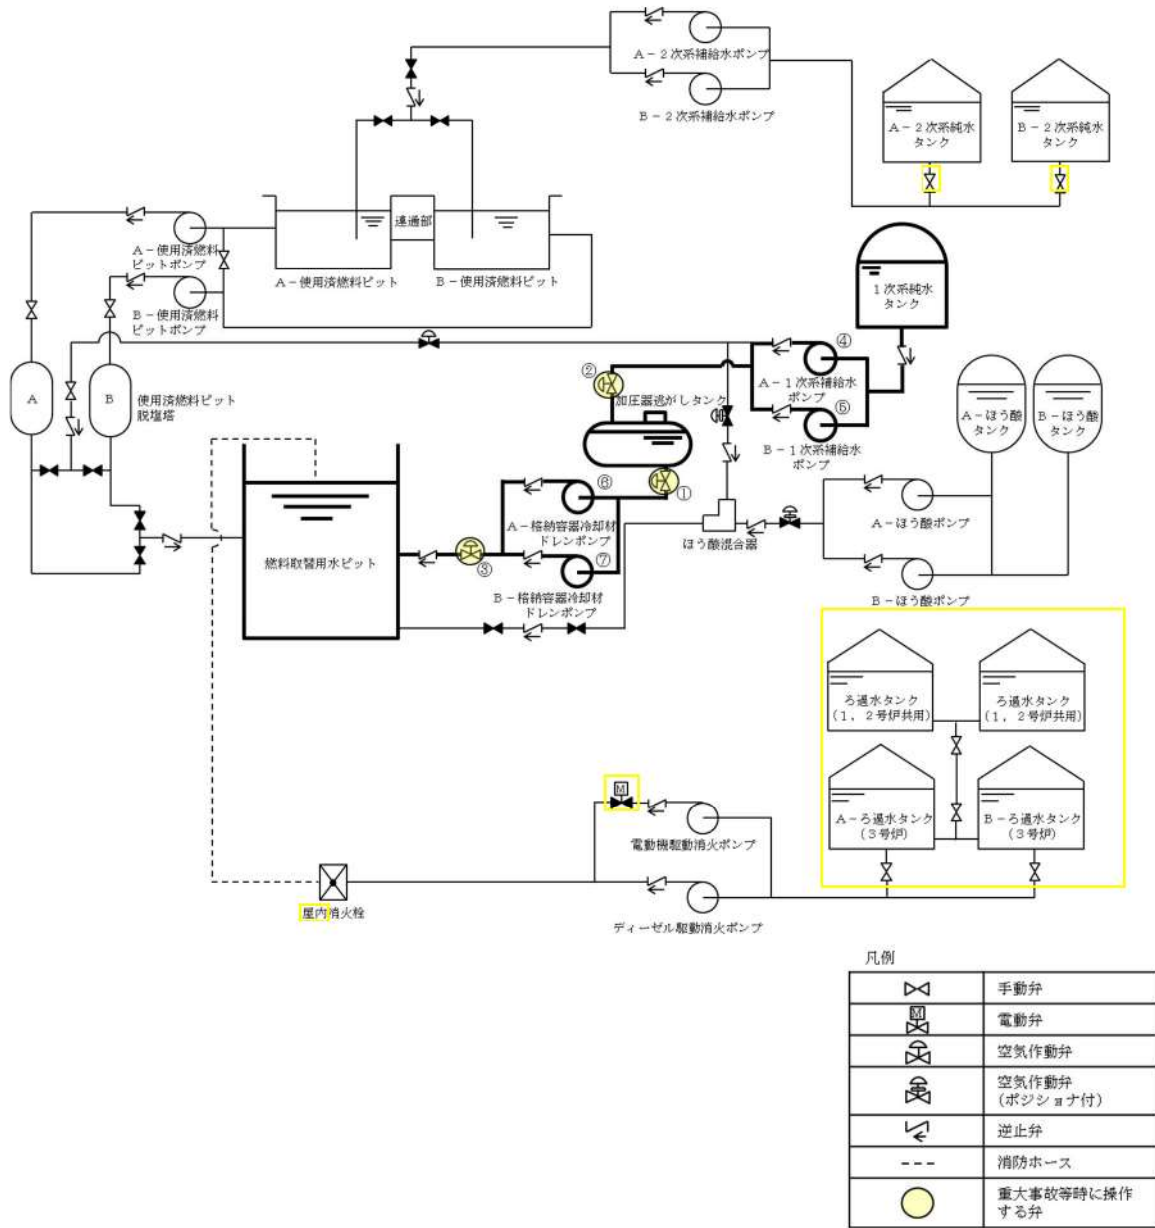 A-2次系補給水ポンプ
B-2次系補給水ポンプ
A-2次系純水
タンク
B-2次系純水
タンク
連通部
A-使用済燃料
ピットポンプ
A-使用済燃料ピット
B-使用済燃料ピット
B-使用済燃料
ピットポンプ
1次系純水
タンク
④
②
A-1次系補給水
ポンプ
加圧器逃がしタンク
⑤
B-1次系補給水
ポンプ
A
B
使用済燃料ピット
脱塩塔
A-ほう酸
タンク
B-ほう酸
タンク
①
⑥
A-格納容器冷却材
ドレンポンプ
③
⑦
B-格納容器冷却材
ドレンポンプ
燃料取替用水ピット
ほう酸混合器
A-ほう酸ポンプ
B-ほう酸ポンプ
ろ過水タンク
(1,2号炉共用)
ろ過水タンク
(1,2号炉共用)
A-ろ過水タンク
(3号炉)
B-ろ過水タンク
(3号炉)
M
電動機駆動消火ポンプ
屋内消火栓
ディーゼル駆動消火ポンプ
凡例
手動弁
M
電動弁
空気作動弁
空気作動弁
(ポジショナ付)
逆止弁
消防ホース
重大事故等時に操作
する弁